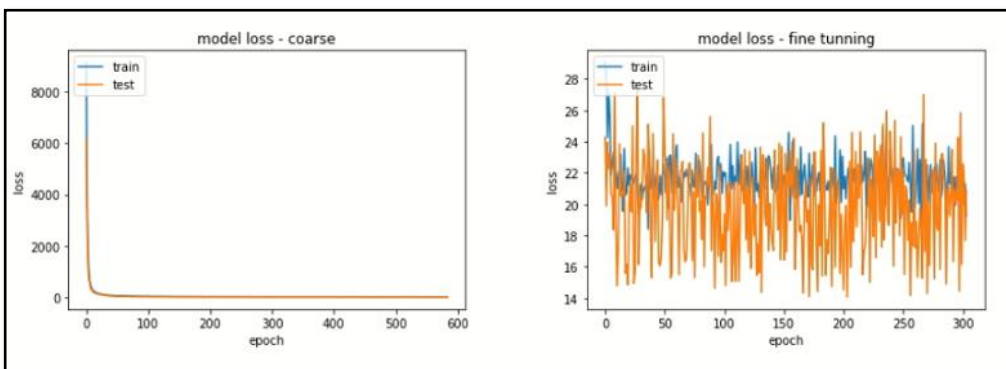 model loss - coarse
train
test
8000
6000
4000
2000
0
loss
0 100 200 300 400 500 600
epoch
model loss - fine tunning
train
test
28
26
24
22
20
18
16
14
loss
0 50 100 150 200 250 300
epoch